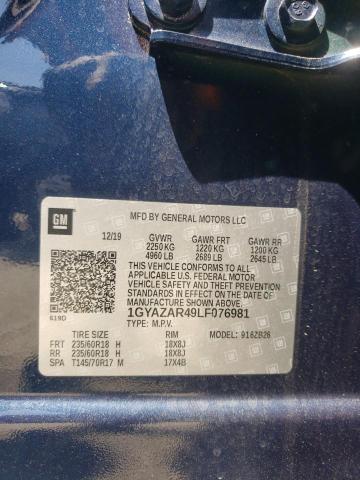 GM
MFD BY GENERAL MOTORS LLC
12/19 GVWR GAWR FRT GAWR RR
2250 KG 1220 KG 1200 KG
4960 LB 2689 LB 2645 LB
THIS VEHICLE CONFORMS TO ALL
APPLICABLE U.S. FEDERAL MOTOR
VEHICLE SAFETY AND THEFT PREVENTION
STANDARDS IN EFFECT ON THE DATE OF
MANUFACTURE SHOWN ABOVE.
619D
1GYAZAR49LF076981
TYPE: M.P.V.
TIRE SIZE RIM 916ZB26
FRT 235/60R18 H 18X8J
RR 235/60R18 H 18X8J
SPA T145/70R17 M 17X4B